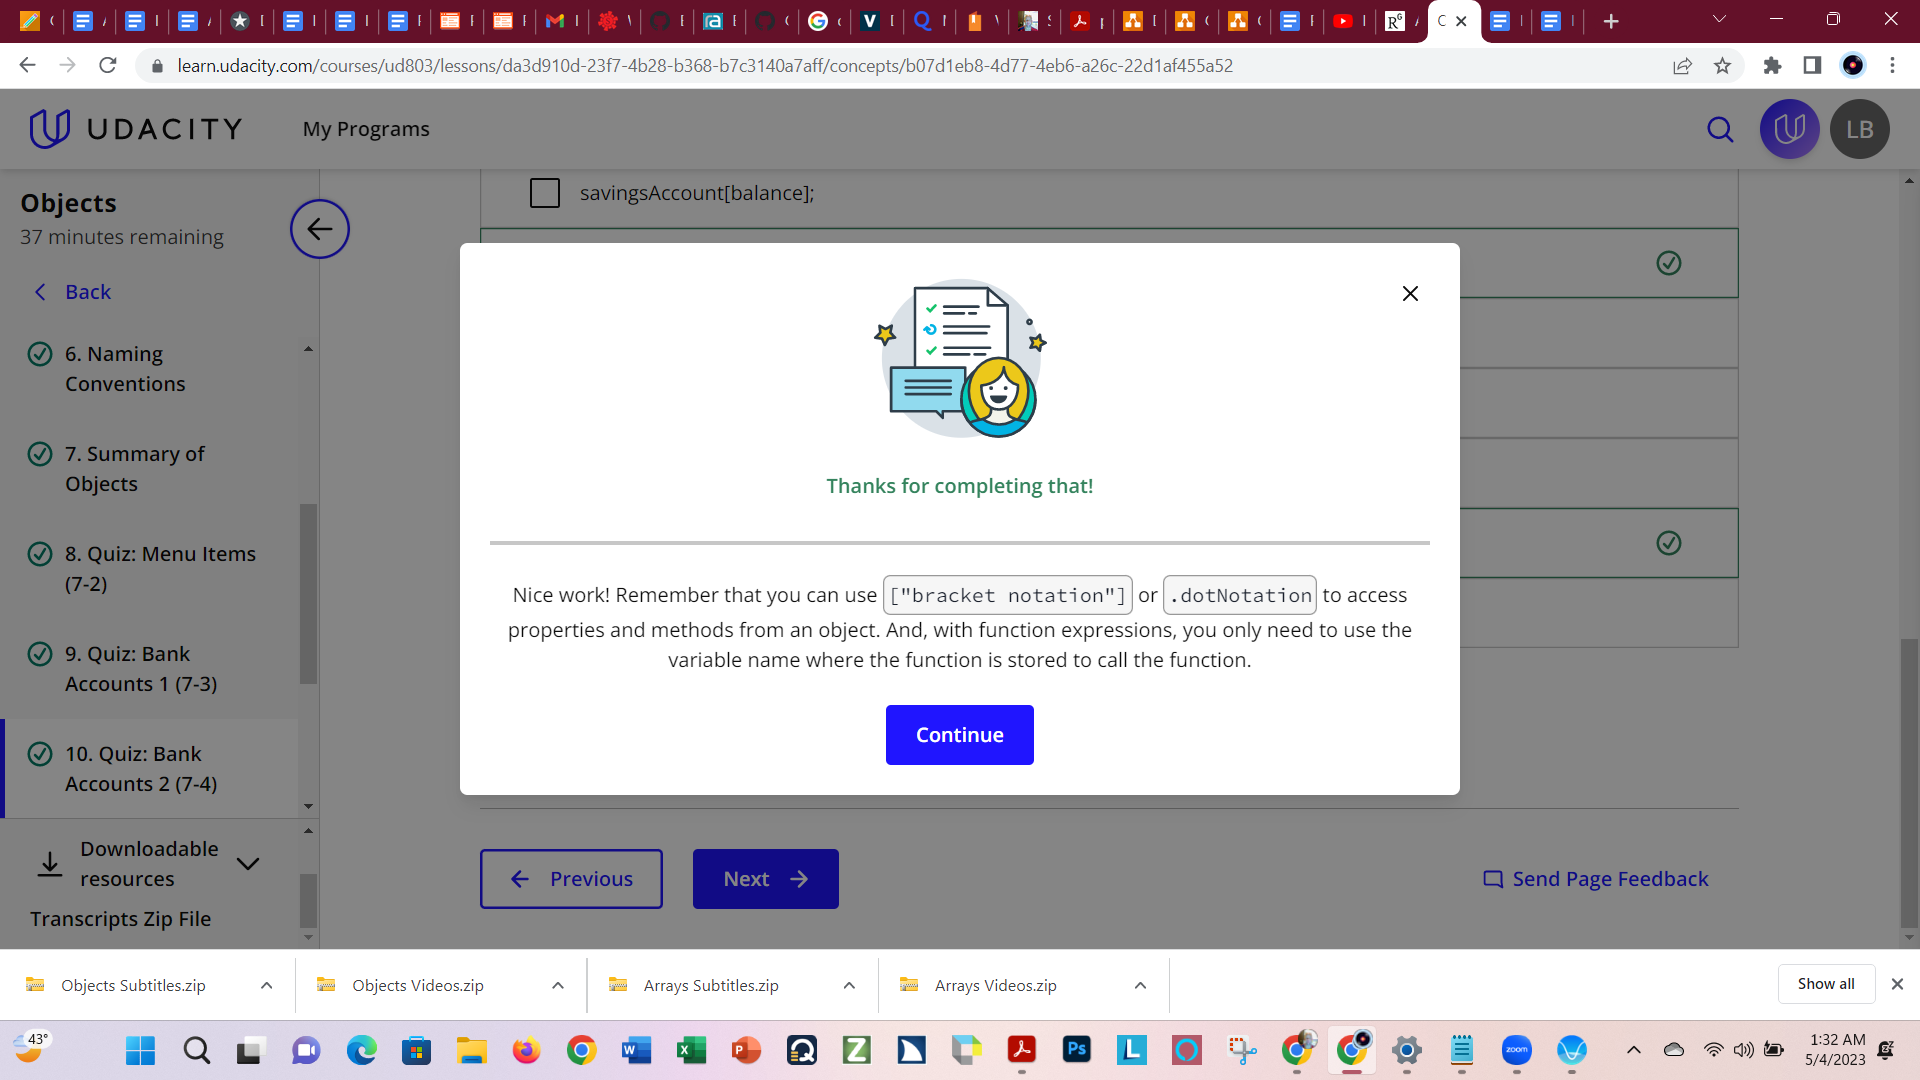 learn.udacity.com/courses/ud803/lessons/da3d910d-23f7-4b28-b368-b7c3140a7aff/concepts/b07d1eb8-4d77-4eb6-a26c-22d1af455a52
UDACITY
My Programs
LB
Objects
37 minutes remaining
Back
6. Naming
Conventions
7. Summary of
Objects
8. Quiz: Menu Items
(7-2)
9. Quiz: Bank
Accounts 1 (7-3)
10. Quiz: Bank
Accounts 2 (7-4)
Downloadable
resources
Transcripts Zip File
savingsAccount[balance];
Thanks for completing that!
Nice work! Remember that you can use ["bracket notation"] or .dotNotation to access
properties and methods from an object. And, with function expressions, you only need to use the
variable name where the function is stored to call the function.
Continue
Previous
Next
Send Page Feedback
Objects Subtitles.zip
Objects Videos.zip
Arrays Subtitles.zip
Arrays Videos.zip
Show all
43°
zoom
1:32 AM
5/4/2023